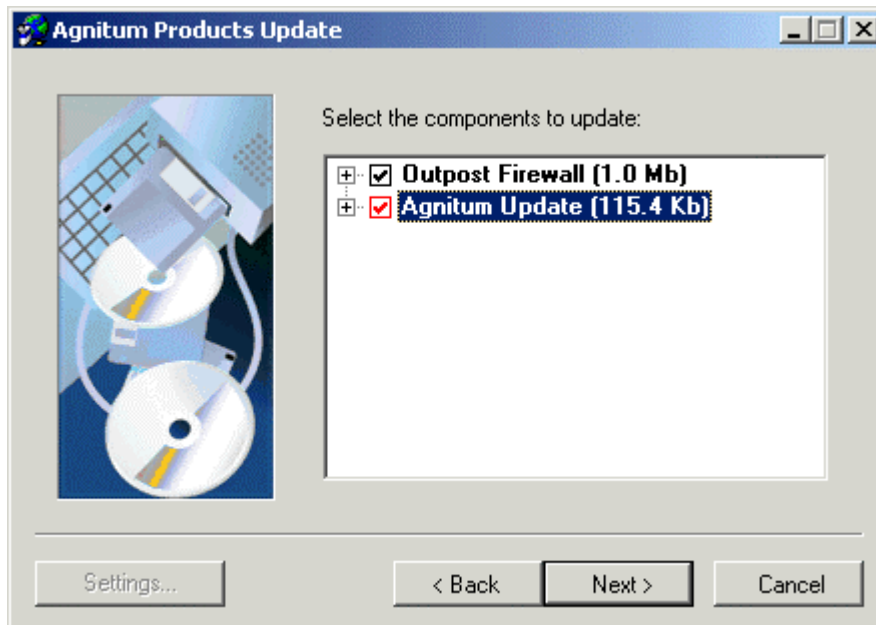 Agnitum Products Update
Select the components to update:
Outpost Firewall (1.0 Mb)
Agnitum Update (115.4 Kb)
Settings... < Back Next > Cancel